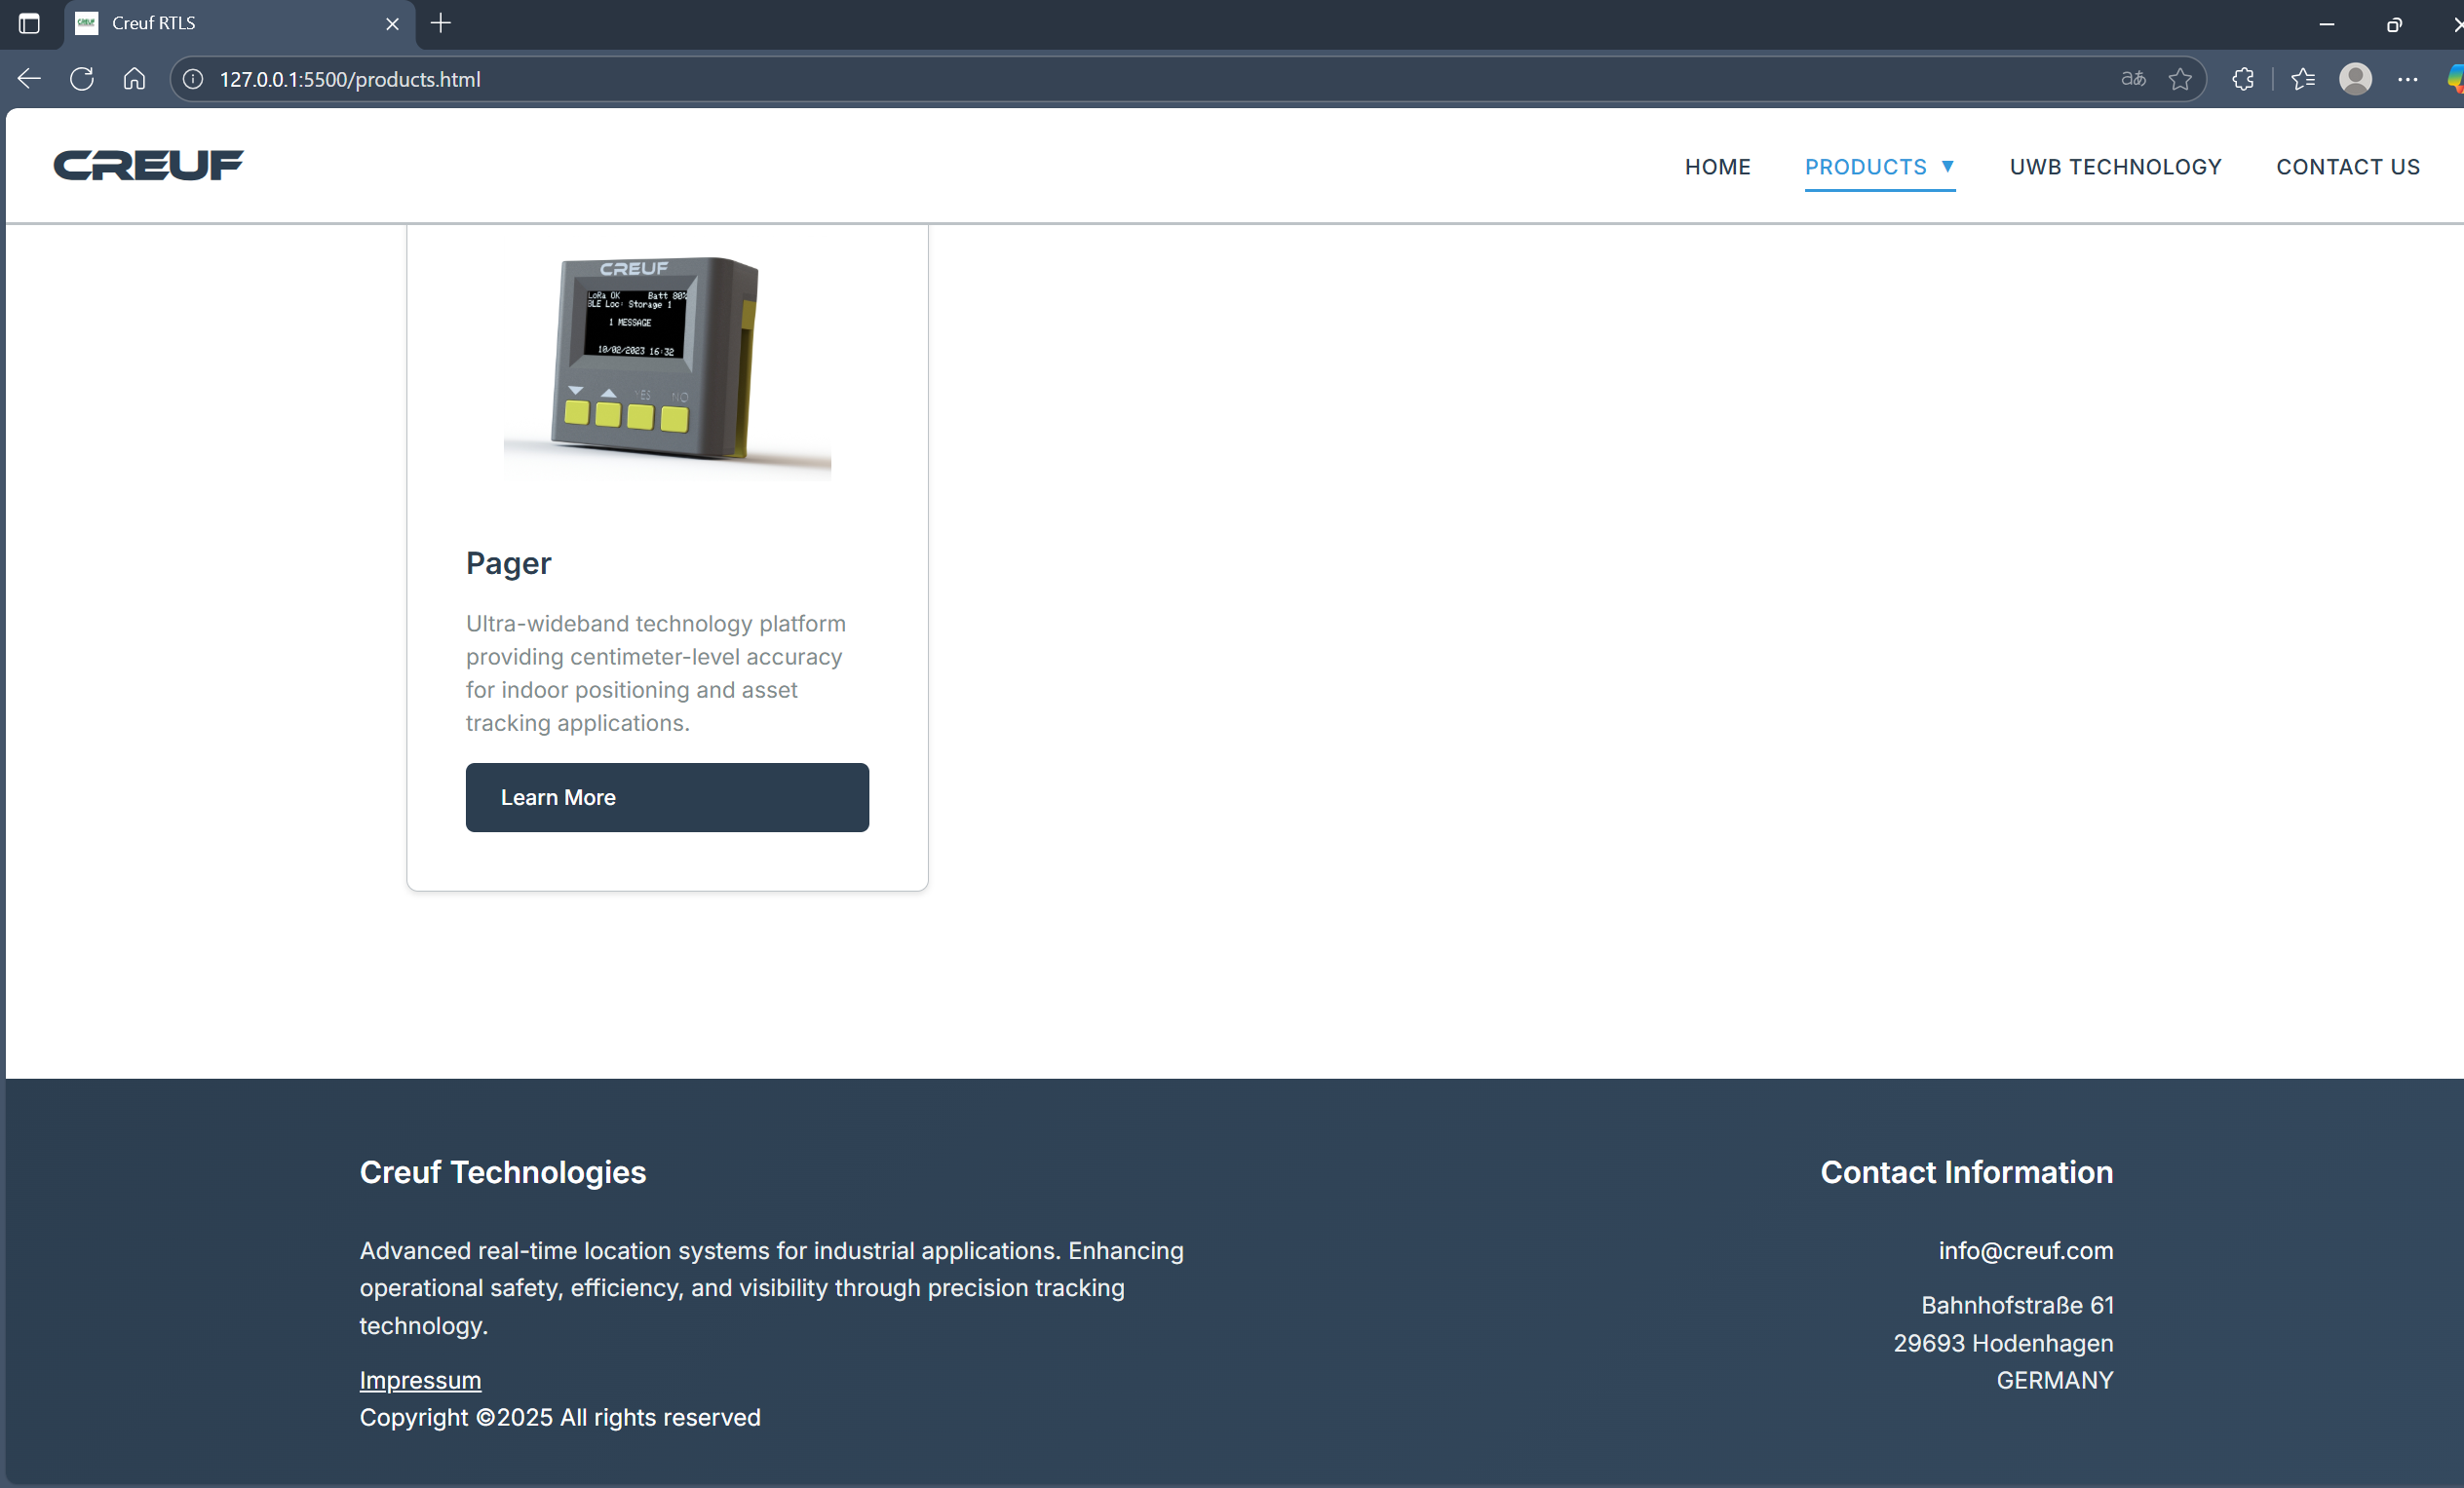 CREUF
Creuf RTLS
127.0.0.1:5500/products.html
aあ
CREUF
HOME
PRODUCTS ▼
UWB TECHNOLOGY
CONTACT US
CREUF
LoRa OK Batt 80%
BLE Loc: Storage 1
1 MESSAGE
10/02/2023 16:32
YES NO
Pager
Ultra-wideband technology platform
providing centimeter-level accuracy
for indoor positioning and asset
tracking applications.
Learn More
Creuf Technologies
Advanced real-time location systems for industrial applications. Enhancing
operational safety, efficiency, and visibility through precision tracking
technology.
Impressum
Copyright ©2025 All rights reserved
Contact Information
info@creuf.com
Bahnhofstraße 61
29693 Hodenhagen
GERMANY